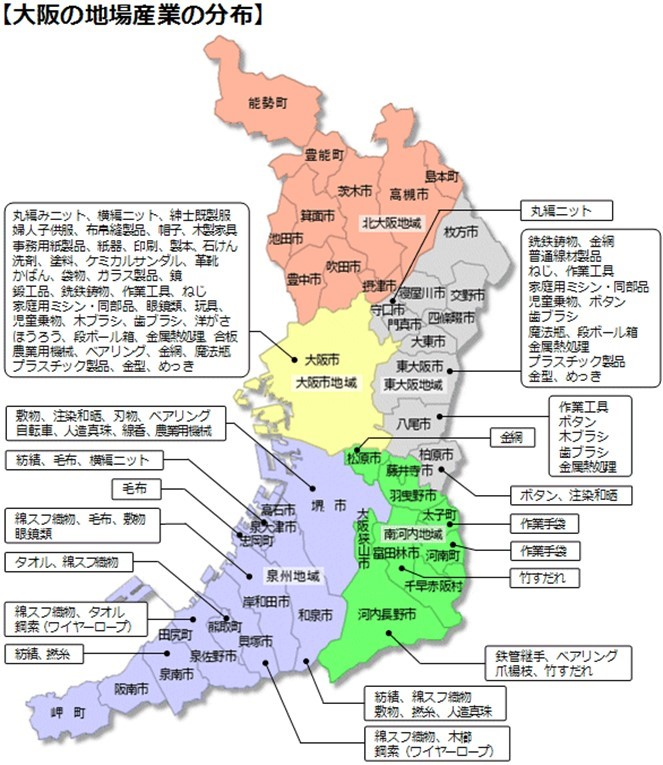 【大阪の地場産業の分布】
能勢町
豊能町
茨木市
高槻市
島本町
箕面市
北大阪地域
池田市
豊中市
吹田市
摂津市
丸編ニット
枚方市
丸編みニット、横編ニット、紳士既製服
婦人子供服、布帛縫製品、帽子、木製家具
事務用紙製品、紙器、印刷、製本、石けん
洗剤、塗料、ケミカルサンダル、革靴
かばん、袋物、ガラス製品、鏡
鍛工品、銑鉄鋳物、作業工具、ねじ
家庭用ミシン・同部品、眼鏡類、玩具、
児童乗物、木ブラシ、歯ブラシ、洋がさ
ほうろう、段ボール箱、金属熱処理、合板
農業用機械、ベアリング、金網、魔法瓶
プラスチック製品、金型、めっき
銑鉄鋳物、金網
普通線材製品
ねじ、作業工具
家庭用ミシン・同部品
児童乗物、ボタン
歯ブラシ
魔法瓶、段ボール箱
金属熱処理
プラスチック製品
金型、めっき
寝屋川市
交野市
守口市
門真市
四條畷市
大東市
大阪市
大阪市地域
東大阪市
東大阪地域
八尾市
敷物、注染和晒、刃物、ベアリング
自転車、人造真珠、線香、農業用機械
作業工具
ボタン
木ブラシ
歯ブラシ
金属熱処理
金網
松原市
柏原市
藤井寺市
紡績、毛布、横編ニット
羽曳野市
ボタン、注染和晒
毛布
堺 市
高石市
大阪狭山市
太子町
作業手袋
綿スフ織物、毛布、敷物
眼鏡類
泉大津市
忠岡町
南河内地域
富田林市
河南町
作業手袋
タオル、綿スフ織物
泉州地域
竹すだれ
千早赤阪村
岸和田市
和泉市
河内長野市
綿スフ織物、タオル
鋼索（ワイヤーロープ）
田尻町
熊取町
貝塚市
紡績、撚糸
泉佐野市
泉南市
阪南市
岬 町
鉄管継手、ベアリング
爪楊枝、竹すだれ
紡績、綿スフ織物
敷物、撚糸、人造真珠
綿スフ織物、木櫛
鋼索（ワイヤーロープ）